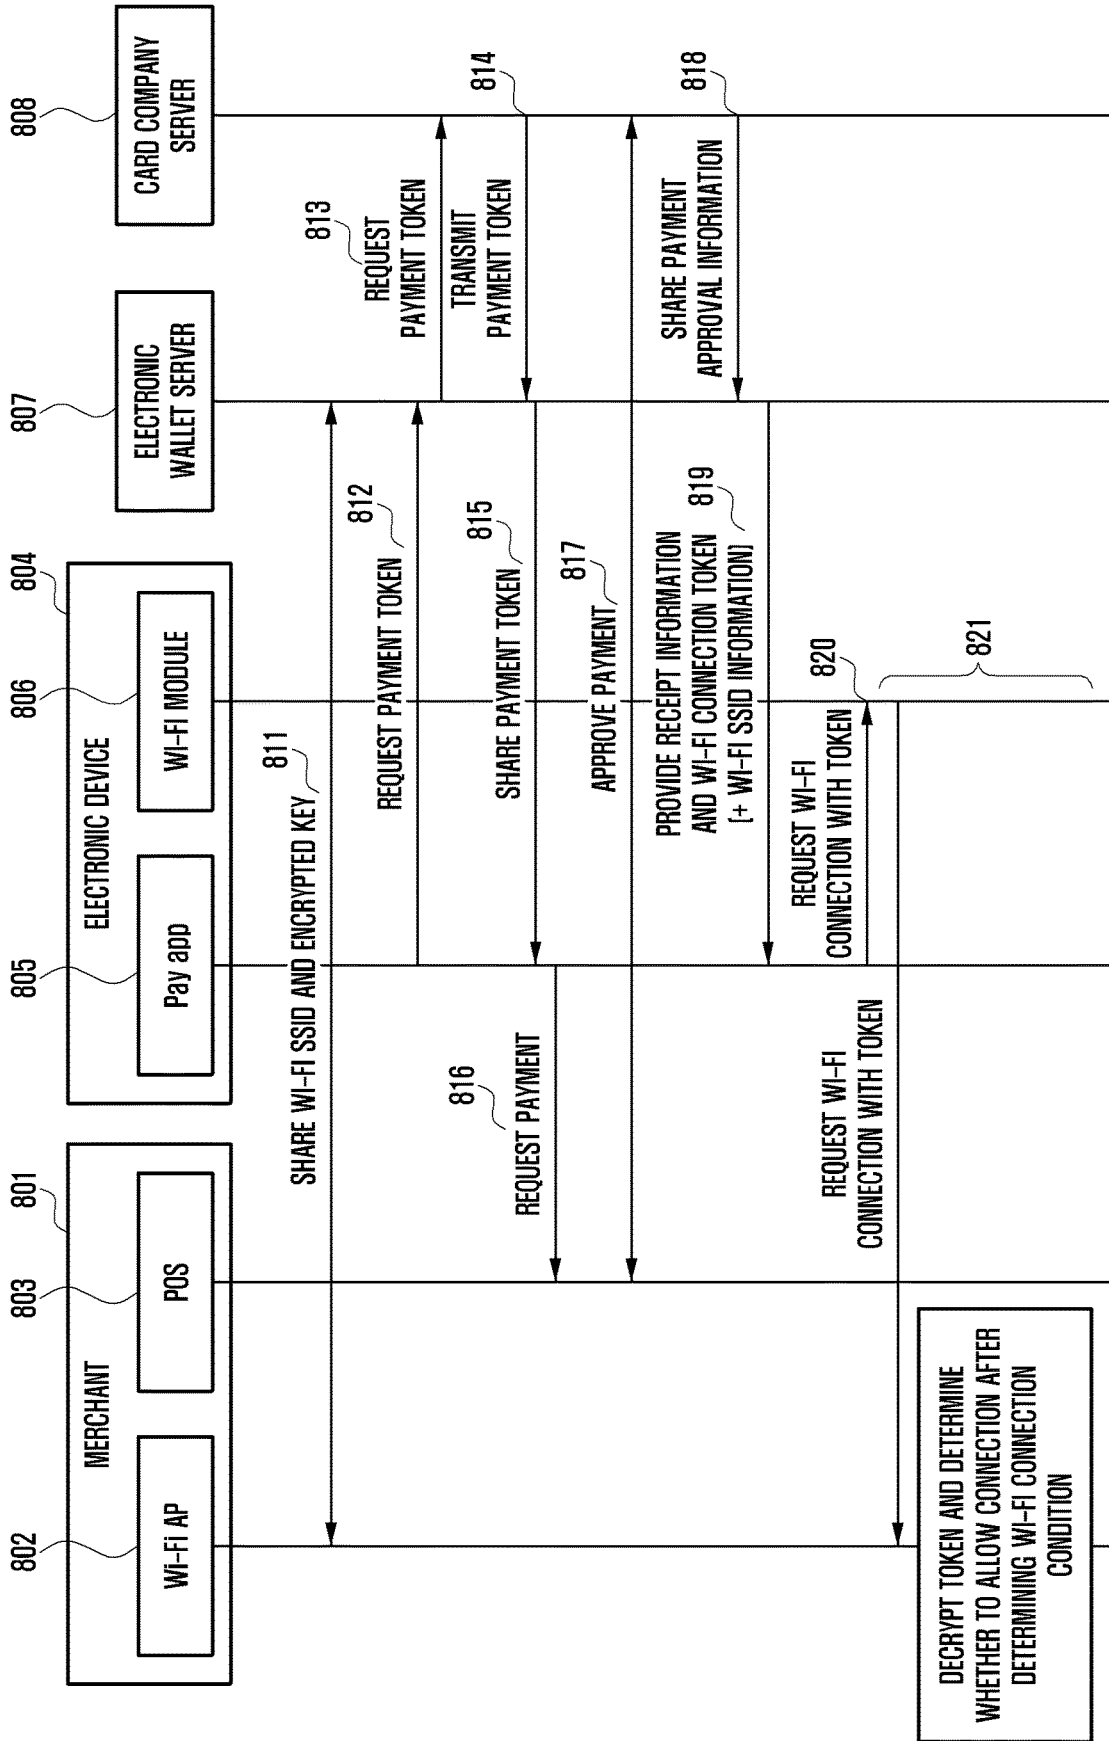 801
MERCHANT
802
Wi-Fi AP
803
POS
804
ELECTRONIC DEVICE
805
Pay app
806
WI-FI MODULE
807
ELECTRONIC
WALLET SERVER
808
CARD COMPANY
SERVER
SHARE WI-FI SSID AND ENCRYPTED KEY
811
REQUEST PAYMENT TOKEN
812
813
REQUEST
PAYMENT TOKEN
TRANSMIT
PAYMENT TOKEN
814
SHARE PAYMENT TOKEN
815
816
REQUEST PAYMENT
APPROVE PAYMENT
817
SHARE PAYMENT
APPROVAL INFORMATION
818
PROVIDE RECEIPT INFORMATION
AND WI-FI CONNECTION TOKEN
(+ WI-FI SSID INFORMATION)
819
REQUEST WI-FI
CONNECTION WITH TOKEN
820
REQUEST WI-FI
CONNECTION WITH TOKEN
821
DECRYPT TOKEN AND DETERMINE
WHETHER TO ALLOW CONNECTION AFTER
DETERMINING WI-FI CONNECTION
CONDITION